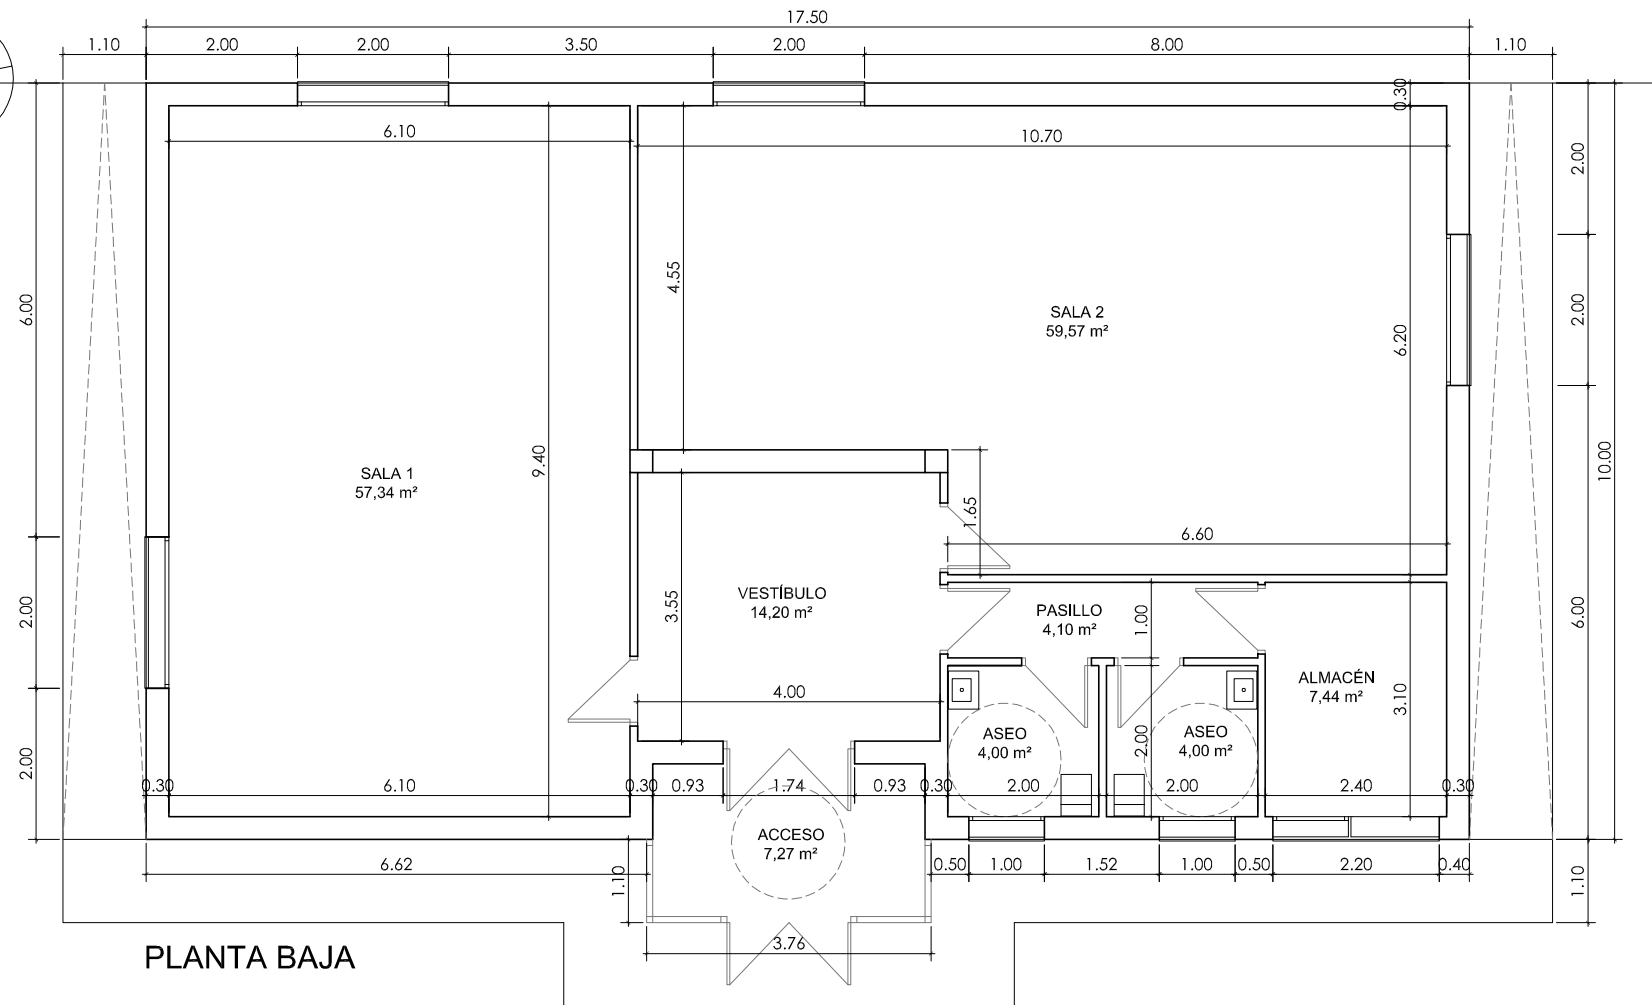 17.50
1.10
2.00
2.00
3.50
2.00
8.00
1.10
0.30
6.10
10.70
2.00
4.55
SALA 2
59,57 m²
6.20
2.00
6.00
9.40
SALA 1
57,34 m²
10.00
1.65
6.60
VESTÍBULO
14,20 m²
3.55
PASILLO
4,10 m²
1.00
2.00
6.00
4.00
ALMACÉN
7,44 m²
3.10
ASEO
4,00 m²
2.00
ASEO
4,00 m²
2.00
0.30
6.10
0.30
0.93
1.74
0.93
0.30
2.00
2.00
2.40
0.30
ACCESO
7,27 m²
6.62
1.10
0.50
1.00
1.52
1.00
0.50
2.20
0.40
1.10
3.76
PLANTA BAJA